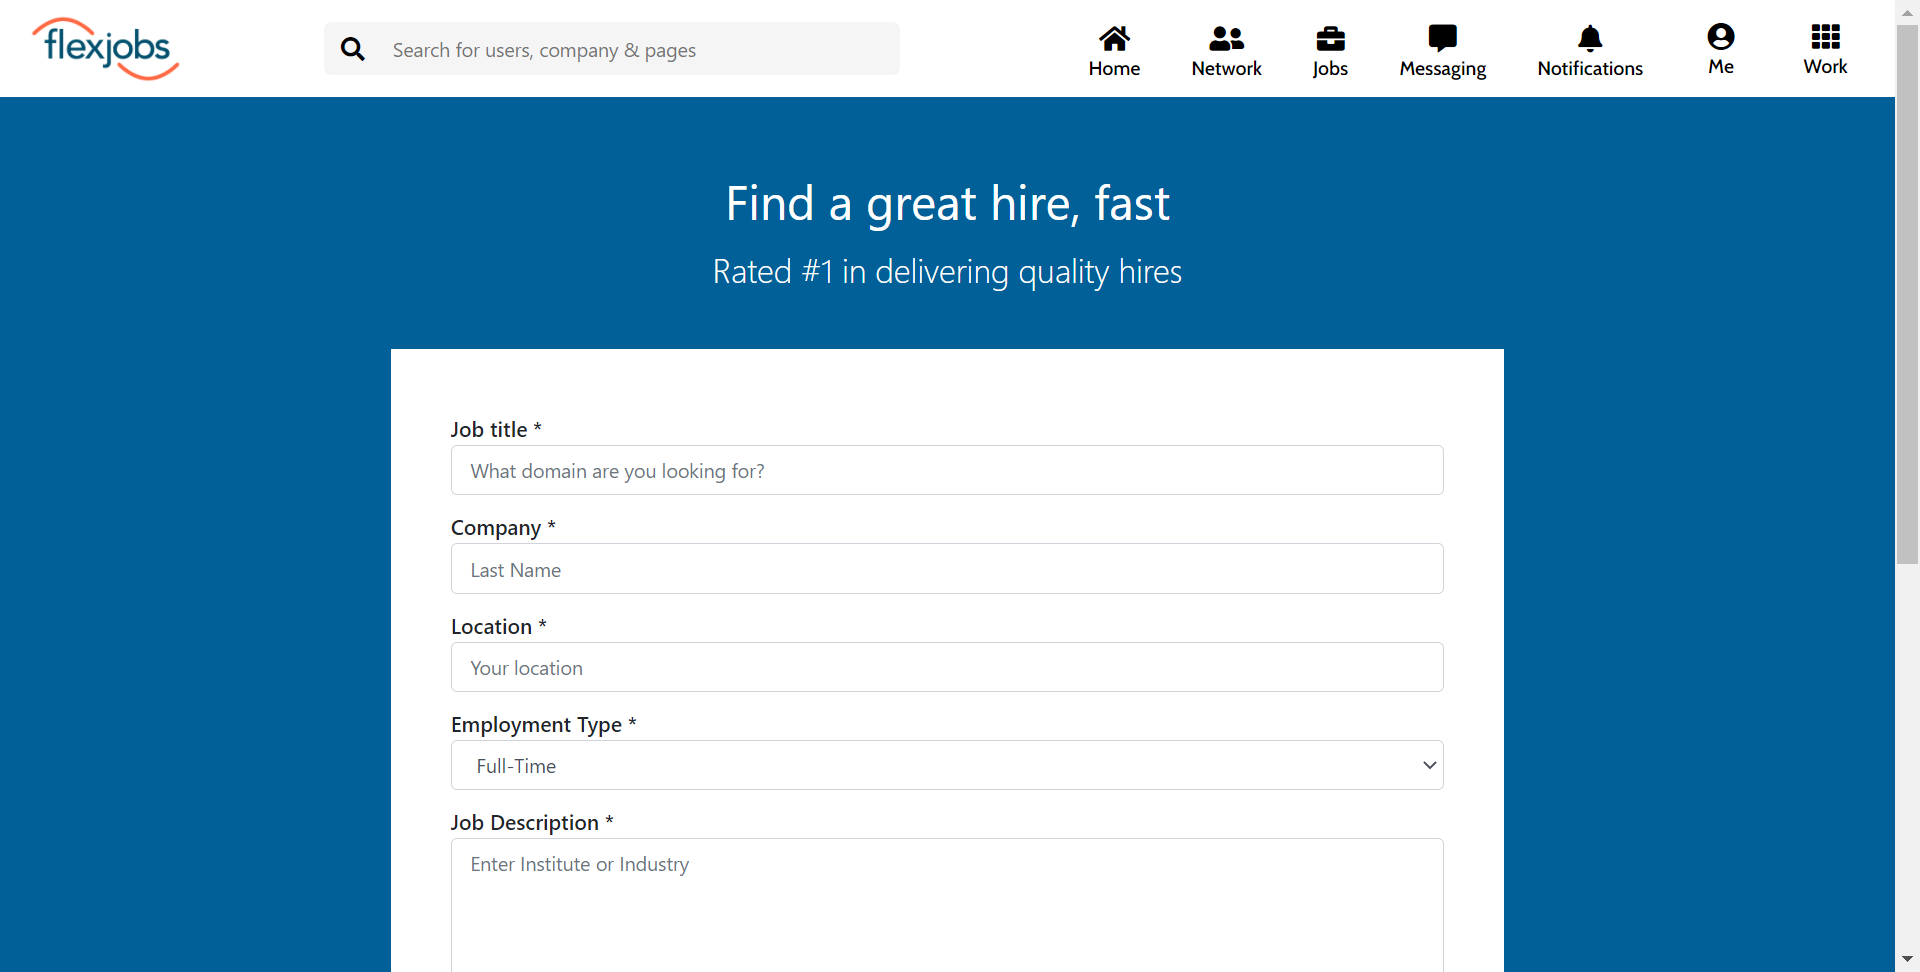 flexjobs
Search for users, company & pages
Home
Network
Jobs
Messaging
Notifications
Me
Work
Find a great hire, fast
Rated #1 in delivering quality hires
Job title *
What domain are you looking for?
Company *
Last Name
Location *
Your location
Employment Type *
Full-Time
Job Description *
Enter Institute or Industry